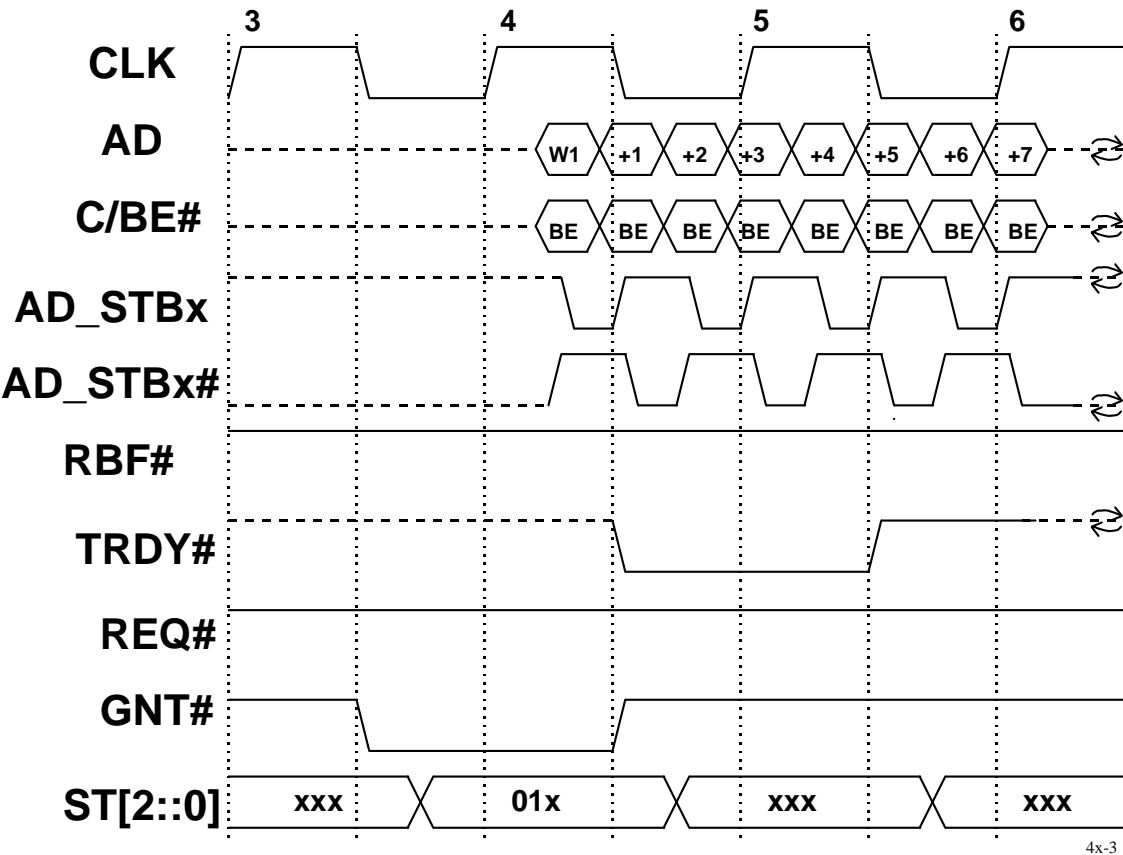 3 4 5 6
CLK
AD W1 +1 +2 +3 +4 +5 +6 +7
C/BE# BE BE BE BE BE BE BE BE
AD_STBx
AD_STBx#
RBF#
TRDY#
REQ#
GNT#
ST[2::0] xxx 01x xxx xxx
4x-3